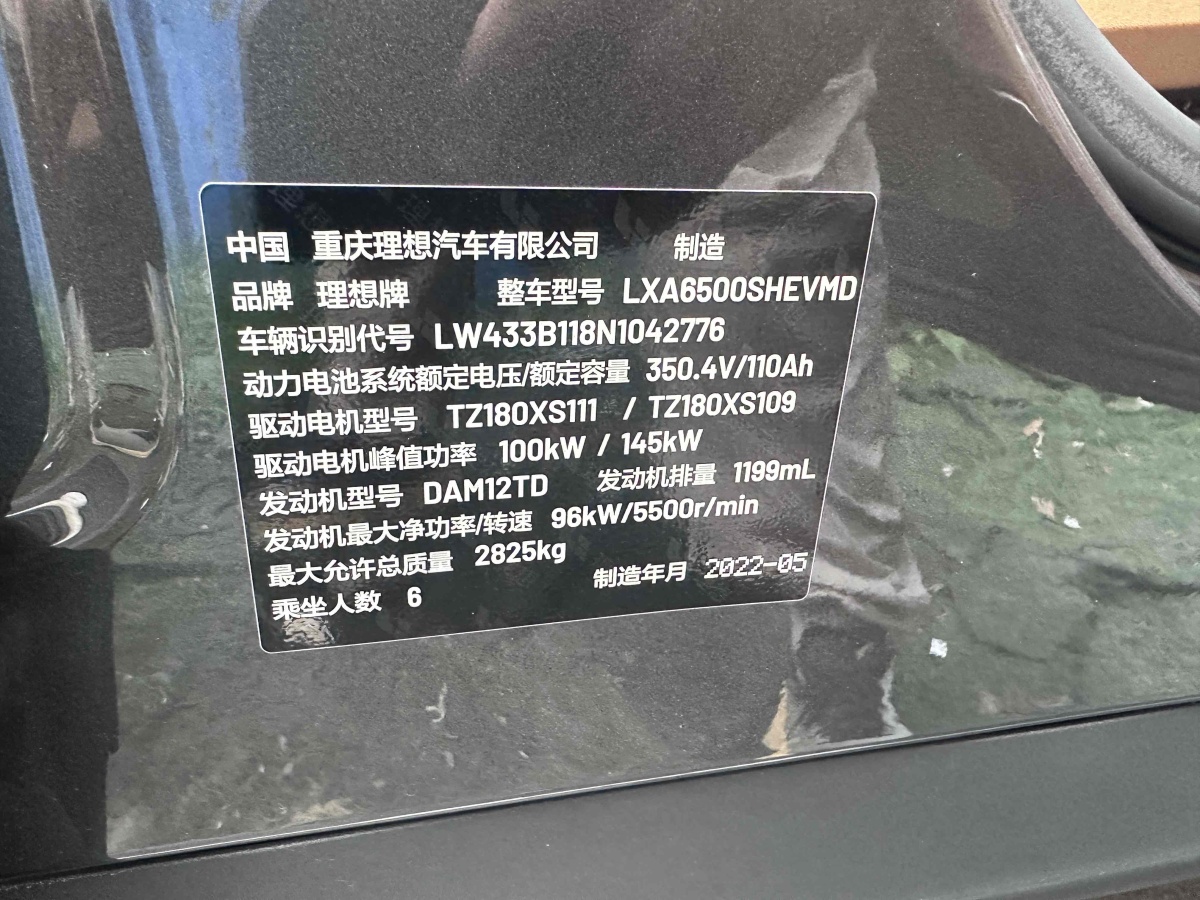 中国 重庆理想汽车有限公司 制造
品牌 理想牌 整车型号 LXA6500SHEVMD
车辆识别代号 LW433B118N1042776
动力电池系统额定电压/额定容量 350.4V/110Ah
驱动电机型号 TZ180XS111 / TZ180XS109
驱动电机峰值功率 100kW / 145kW
发动机型号 DAM12TD 发动机排量 1199mL
发动机最大净功率/转速 96kW/5500r/min
最大允许总质量 2825kg
制造年月 2022-05
乘坐人数 6